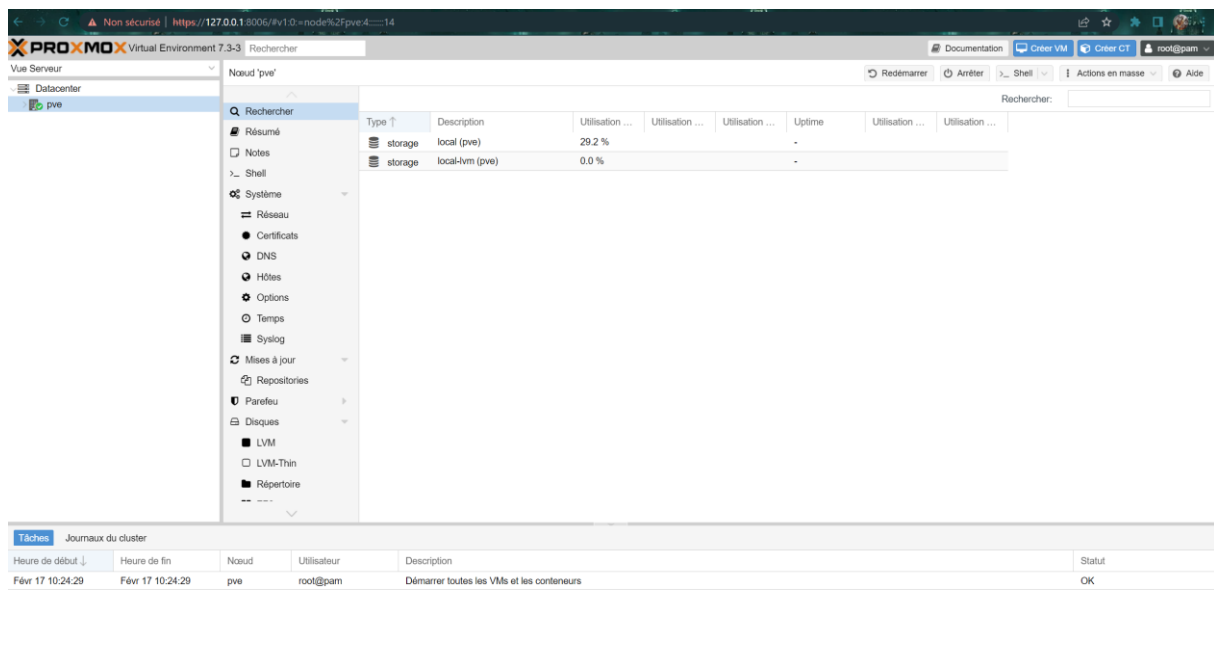 Non sécurisé | https://127.0.0.1:8006/#v1:0:=node%2Fpve:4:::::::14
PROXMOX Virtual Environment 7.3-3 Rechercher Documentation Créer VM Créer CT root@pam
Vue Serveur
Datacenter
pve
Nœud 'pve' Redémarrer Arrêter >_ Shell Actions en masse Aide
Rechercher:
Rechercher
Résumé
Notes
>_ Shell
Système
Réseau
Certificats
DNS
Hôtes
Options
Temps
Syslog
Mises à jour
Repositories
Parefeu
Disques
LVM
LVM-Thin
Répertoire
Type ↑ Description Utilisation ... Utilisation ... Utilisation ... Uptime Utilisation ... Utilisation ...
storage local (pve) 29.2 % -
storage local-lvm (pve) 0.0 % -
Tâches Journaux du cluster
Heure de début ↓ Heure de fin Nœud Utilisateur Description Statut
Févr 17 10:24:29 Févr 17 10:24:29 pve root@pam Démarrer toutes les VMs et les conteneurs OK